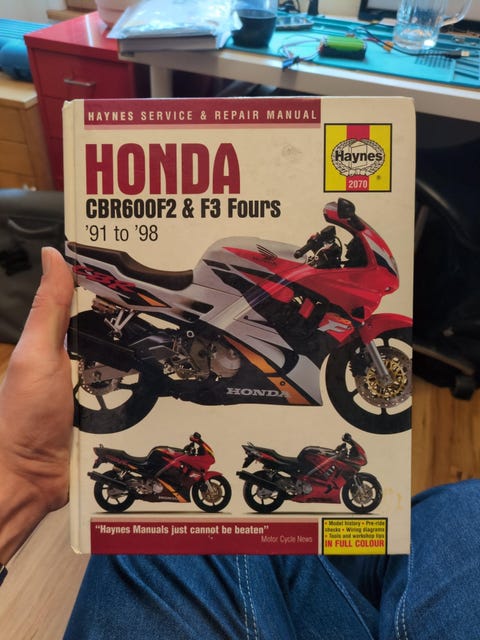 HAYNES SERVICE & REPAIR MANUAL
HONDA
CBR600F2 & F3 Fours
'91 to '98
Haynes
®
2070
F
HONDA
"Haynes Manuals just cannot be beaten"
Motor Cycle News
• Model history • Pre-ride
checks • Wiring diagrams
• Tools and workshop tips
IN FULL COLOUR